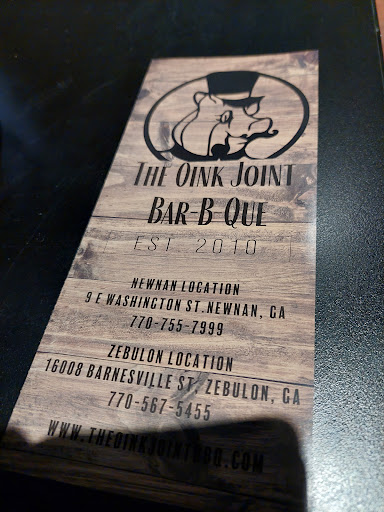 The Oink Joint
Bar-B-Que
EST 2010
NEWNAN LOCATION
9 E WASHINGTON ST. NEWNAN, GA
770-755-7999
ZEBULON LOCATION
16008 BARNESVILLE ST. ZEBULON, GA
770-567-5455
WWW.THEOINKJOINTBBQ.COM